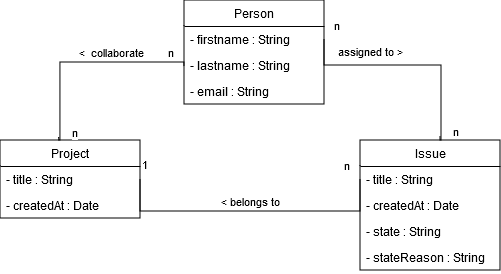 Person
- firstname : String
- lastname : String
- email : String
n
< collaborate
n
n
assigned to >
n
Project
- title : String
- createdAt : Date
1
< belongs to
n
Issue
- title : String
- createdAt : Date
- state : String
- stateReason : String